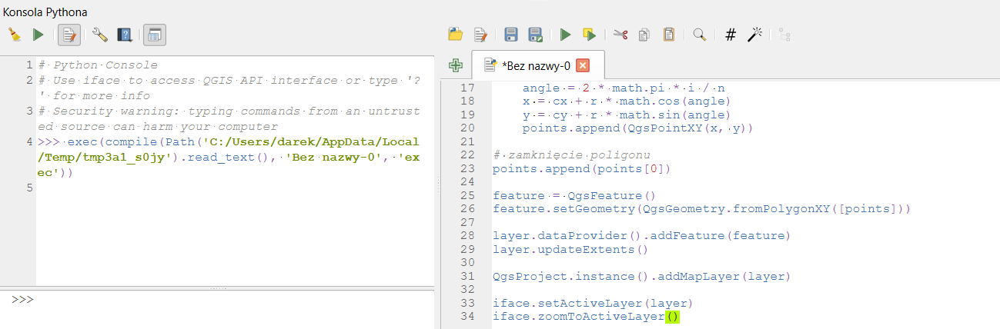 Konsola Pythona
1 # Python Console
2 # Use iface to access QGIS API interface or type '?
' for more info
3 # Security warning: typing commands from an untrust
ed source can harm your computer
4 >>> exec(compile(Path('C:/Users/darek/AppData/Local
/Temp/tmp3a1_s0jy').read_text(), 'Bez nazwy-0', 'ex
ec'))
5
>>>
*Bez nazwy-0
17 angle = 2 * math.pi * i / n
18 x = cx + r * math.cos(angle)
19 y = cy + r * math.sin(angle)
20 points.append(QgsPointXY(x, y))
21
22 # zamknięcie poligonu
23 points.append(points[0])
24
25 feature = QgsFeature()
26 feature.setGeometry(QgsGeometry.fromPolygonXY([points]))
27
28 layer.dataProvider().addFeature(feature)
29 layer.updateExtents()
30
31 QgsProject.instance().addMapLayer(layer)
32
33 iface.setActiveLayer(layer)
34 iface.zoomToActiveLayer()